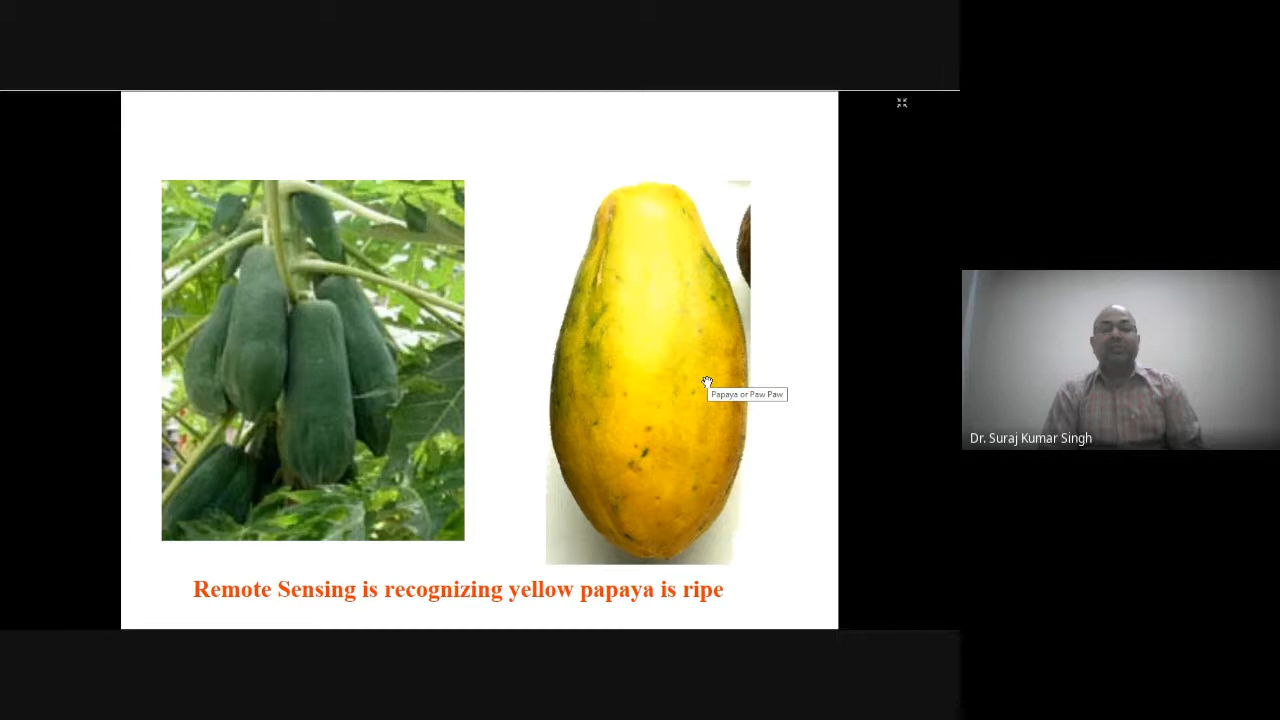 Papaya or Paw Paw
Dr. Suraj Kumar Singh
Remote Sensing is recognizing yellow papaya is ripe